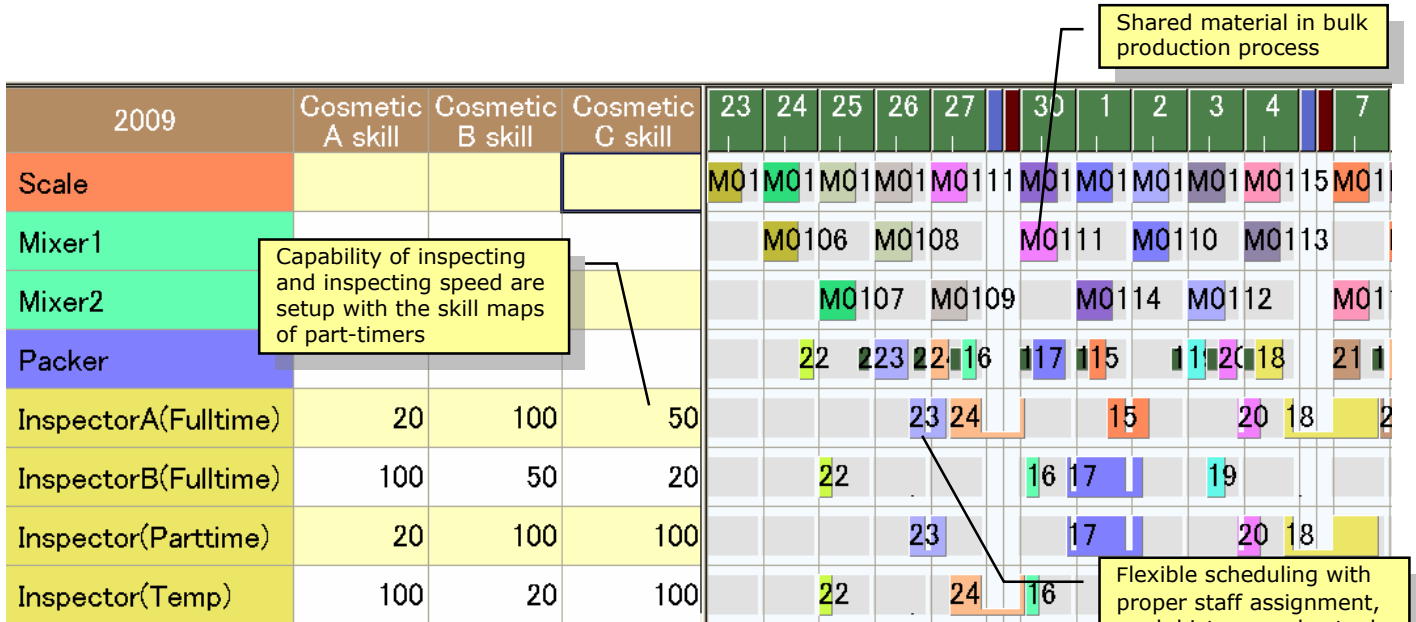 Shared material in bulk
production process
2009
Cosmetic A skill
Cosmetic B skill
Cosmetic C skill
23 24 25 26 27 30 1 2 3 4 7
Scale M01 M01 M01 M01 M0111 M01 M01 M01 M01 M0115 M01
Mixer1 M0106 M0108 M0111 M0110 M0113
Capability of inspecting
and inspecting speed are
setup with the skill maps
of part-timers
Mixer2 M0107 M0109 M0114 M0112 M011
Packer 22 23 16 17 15 18 21
InspectorA(Fulltime) 20 100 50 23 24 15 20 18 2
InspectorB(Fulltime) 100 50 20 22 16 17 19
Inspector(Parttime) 20 100 100 23 17 20 18
Inspector(Temp) 100 20 100 22 24 16
Flexible scheduling with
proper staff assignment,